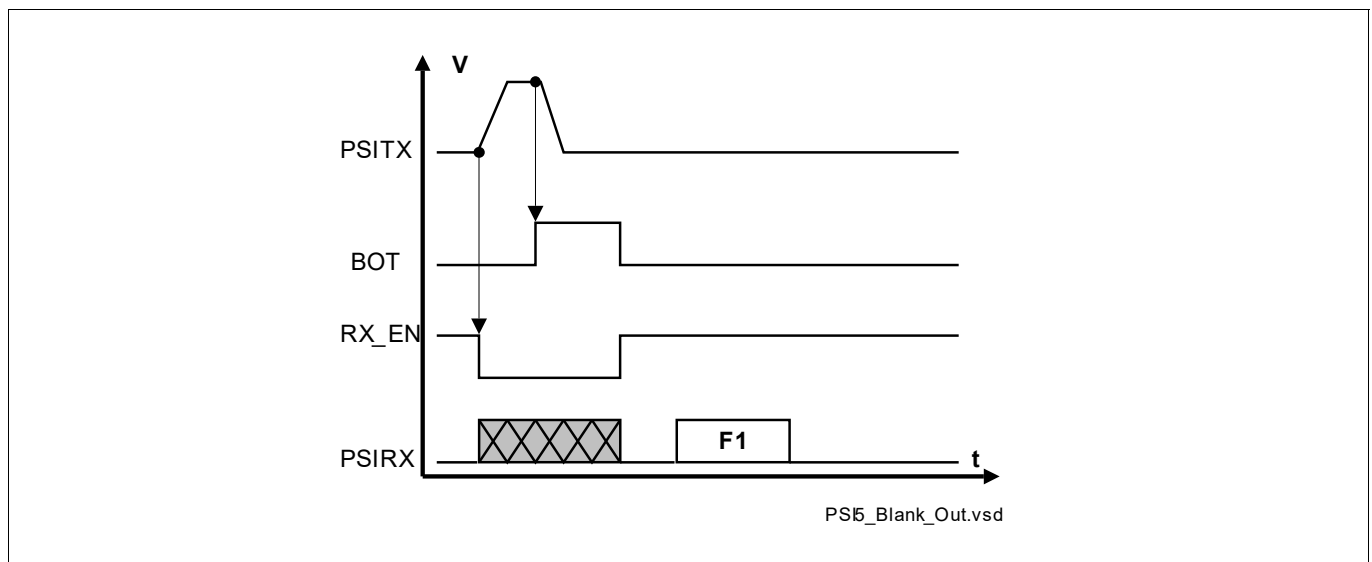 V
PSITX
BOT
RX_EN
PSIRX
F1
t
PSI5_Blank_Out.vsd